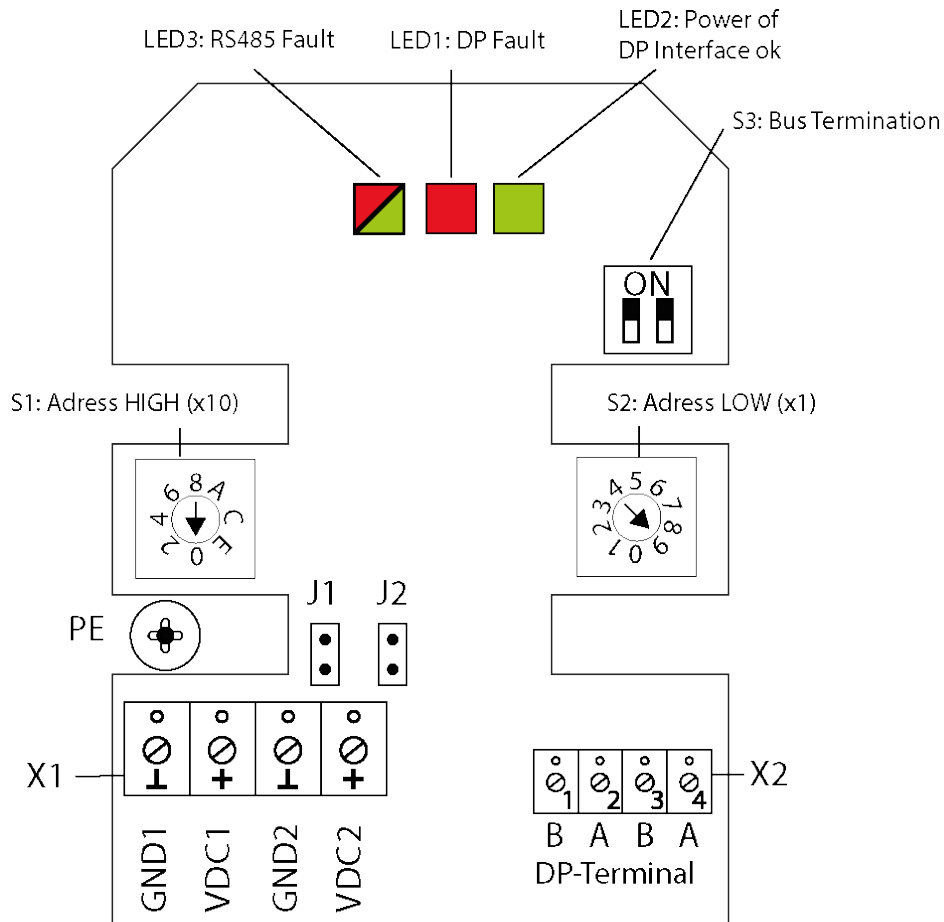 LED3: RS485 Fault
LED1: DP Fault
LED2: Power of
DP Interface ok
S3: Bus Termination
ON
S1: Adress HIGH (x10)
S2: Adress LOW (x1)
0 2 4 6 8 A C E
0 1 2 3 4 5 6 7 8 9
PE
J1
J2
X1
GND1
VDC1
GND2
VDC2
X2
1 2 3 4
B A B A
DP-Terminal